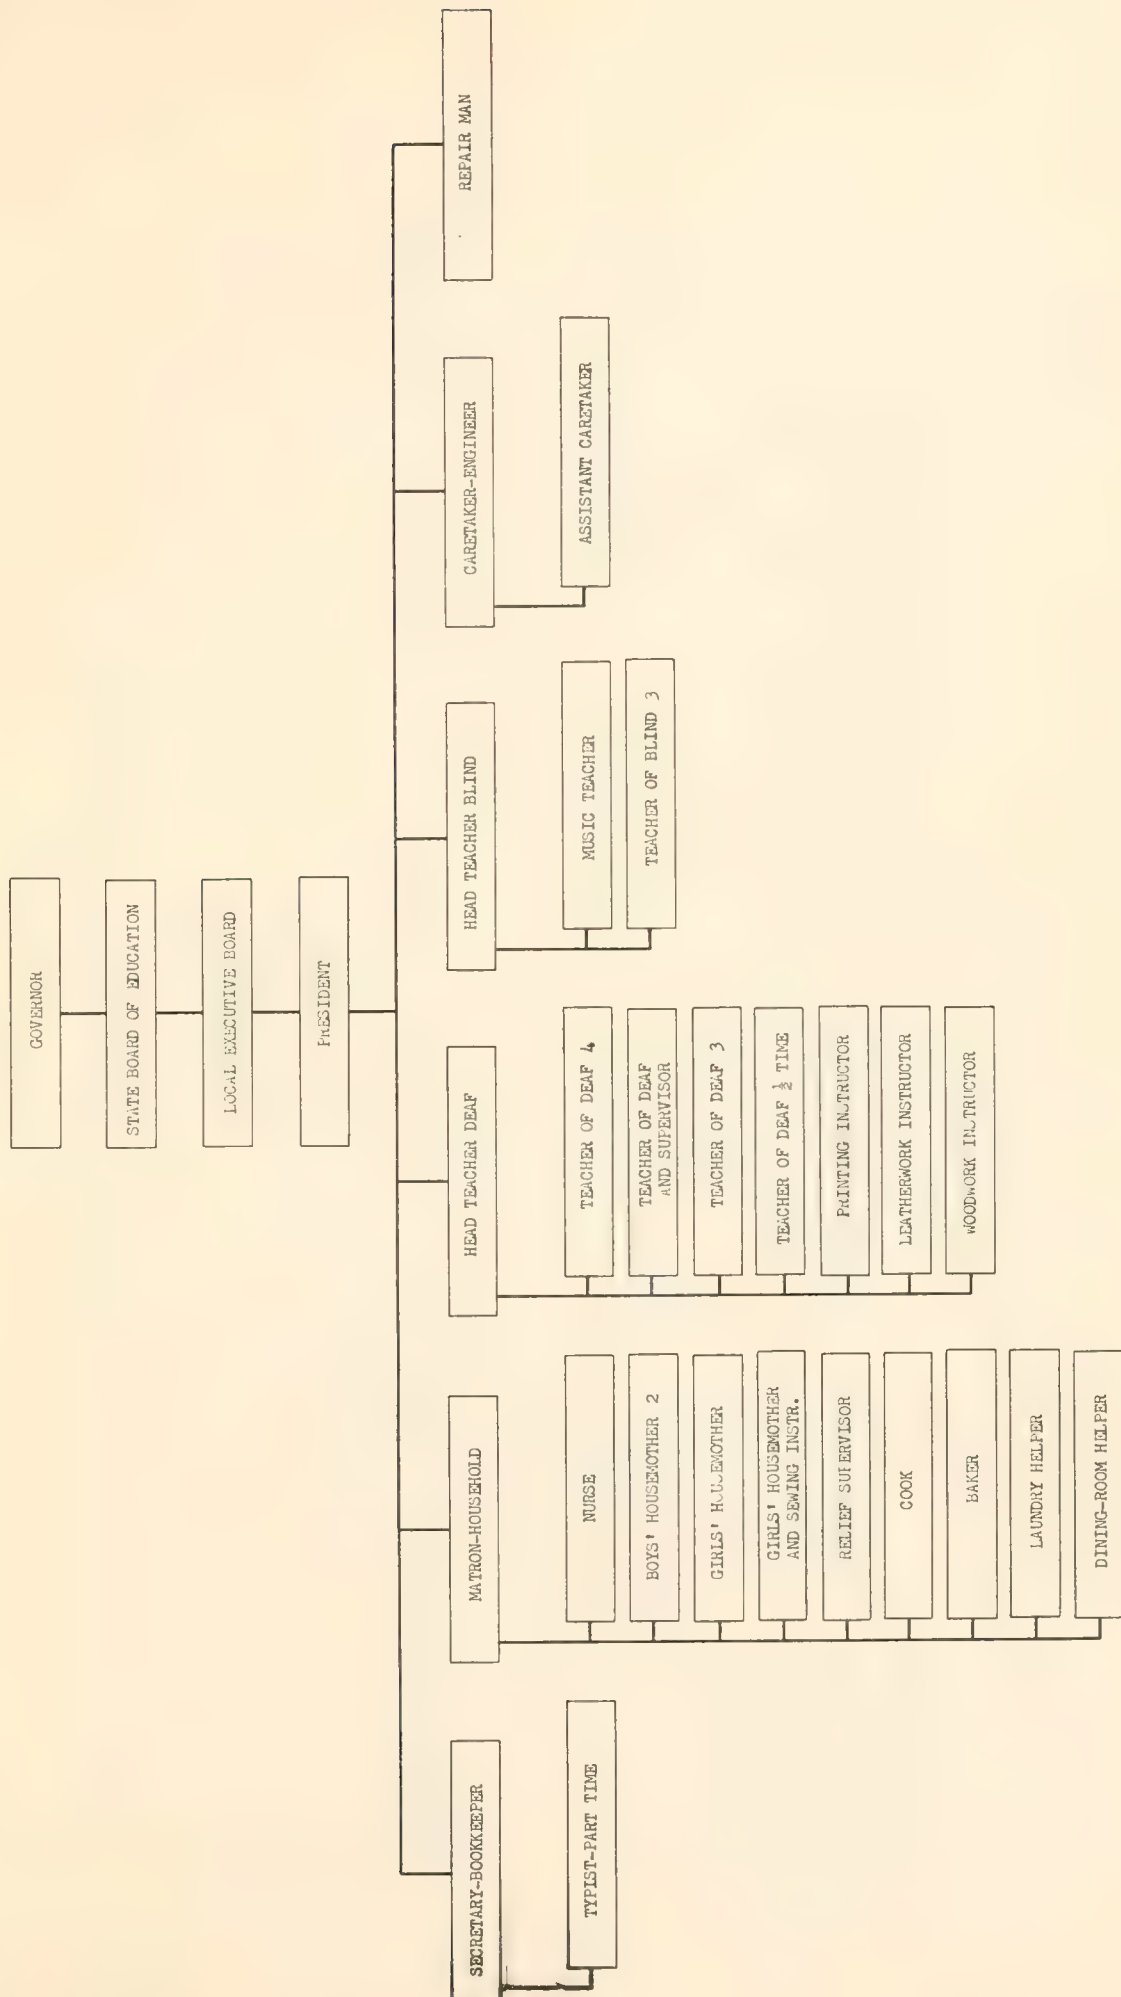 GOVERNOR
STATE BOARD OF EDUCATION
LOCAL EXECUTIVE BOARD
PRESIDENT
SECRETARY-BOOKKEEPER
TYPIST-PART TIME
MATRON-HOUSEHOLD
NURSE
BOYS' HOUSEMOTHER 2
GIRLS' HOUSEMOTHER
GIRLS' HOUSEMOTHER
AND SEWING INSTR.
RELIEF SUPERVISOR
COOK
BAKER
LAUNDRY HELPER
DINING-ROOM HELPER
HEAD TEACHER DEAF
TEACHER OF DEAF 4
TEACHER OF DEAF
AND SUPERVISOR
TEACHER OF DEAF 3
TEACHER OF DEAF ½ TIME
PRINTING INSTRUCTOR
LEATHERWORK INSTRUCTOR
WOODWORK INSTRUCTOR
HEAD TEACHER BLIND
MUSIC TEACHER
TEACHER OF BLIND 3
CARETAKER-ENGINEER
ASSISTANT CARETAKER
REPAIR MAN